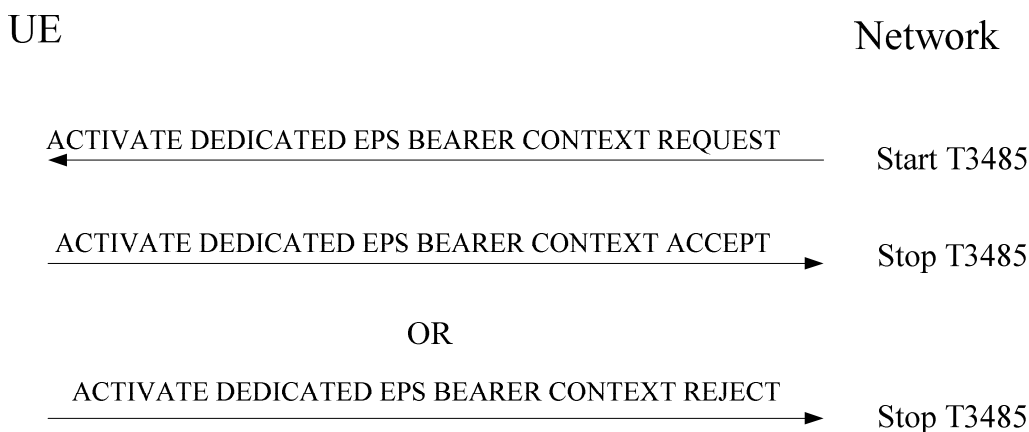 UE
Network
ACTIVATE DEDICATED EPS BEARER CONTEXT REQUEST
Start T3485
ACTIVATE DEDICATED EPS BEARER CONTEXT ACCEPT
Stop T3485
OR
ACTIVATE DEDICATED EPS BEARER CONTEXT REJECT
Stop T3485